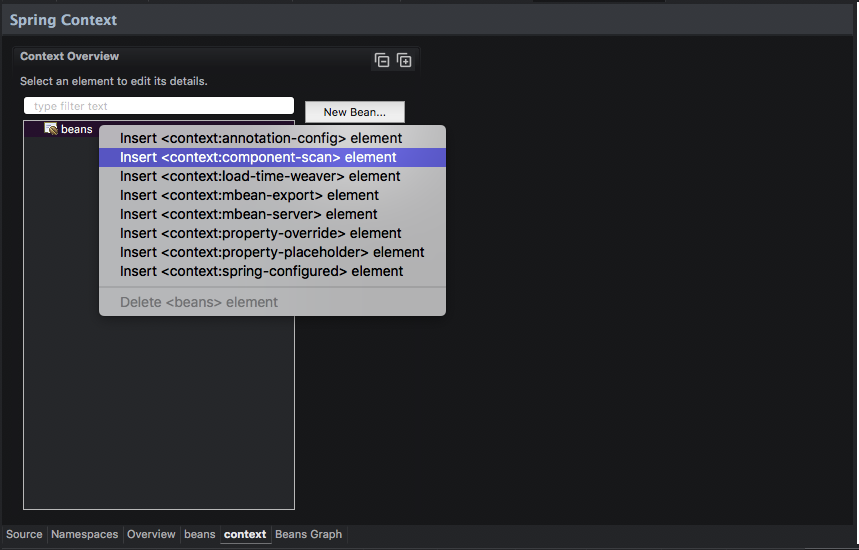 Spring Context
Context Overview
Select an element to edit its details.
type filter text
New Bean...
beans
Insert <context:annotation-config> element
Insert <context:component-scan> element
Insert <context:load-time-weaver> element
Insert <context:mbean-export> element
Insert <context:mbean-server> element
Insert <context:property-override> element
Insert <context:property-placeholder> element
Insert <context:spring-configured> element
Delete <beans> element
Source Namespaces Overview beans context Beans Graph